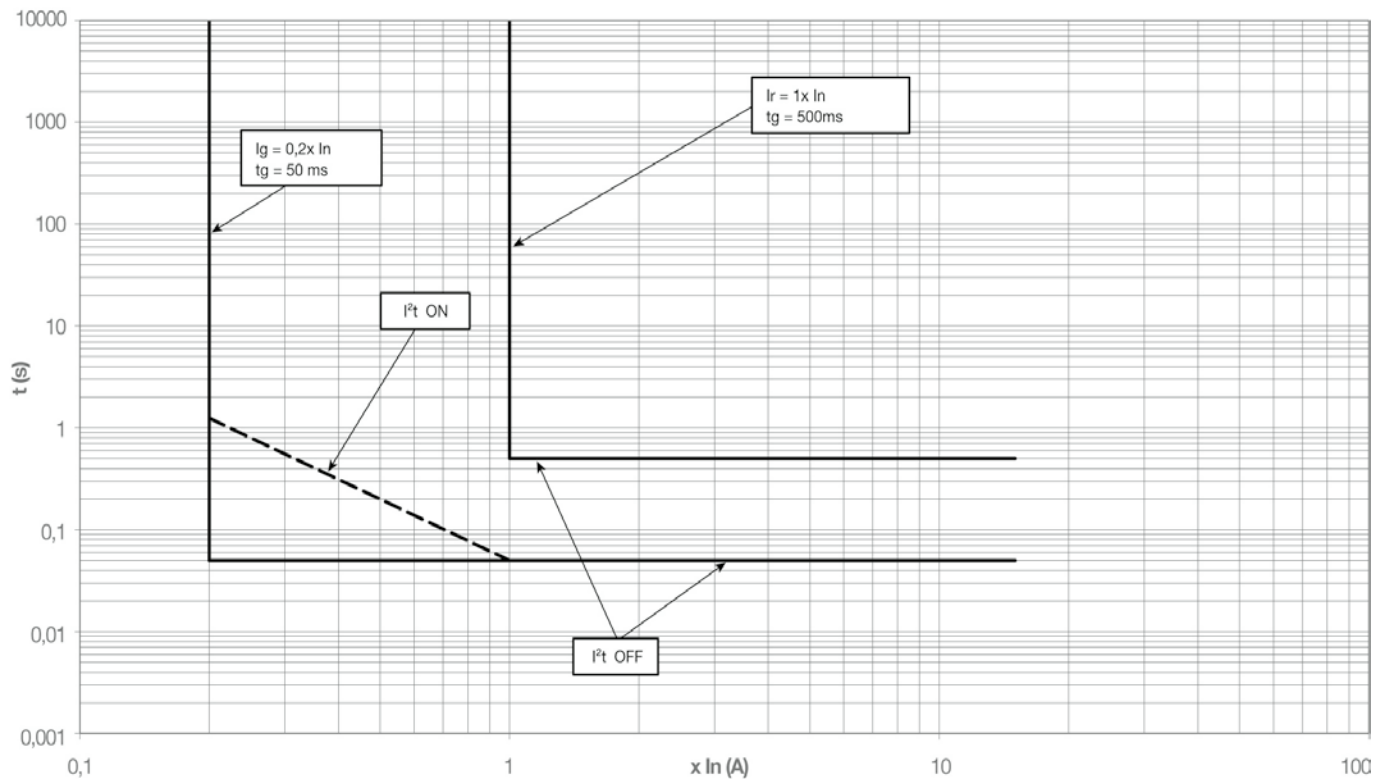 10000
1000
100
10
1
0,1
0,01
0,001
t (s)
Ig = 0,2x In
tg = 50 ms
Ir = 1x In
tg = 500ms
I²t ON
I²t OFF
0,1
1
x In (A)
10
100